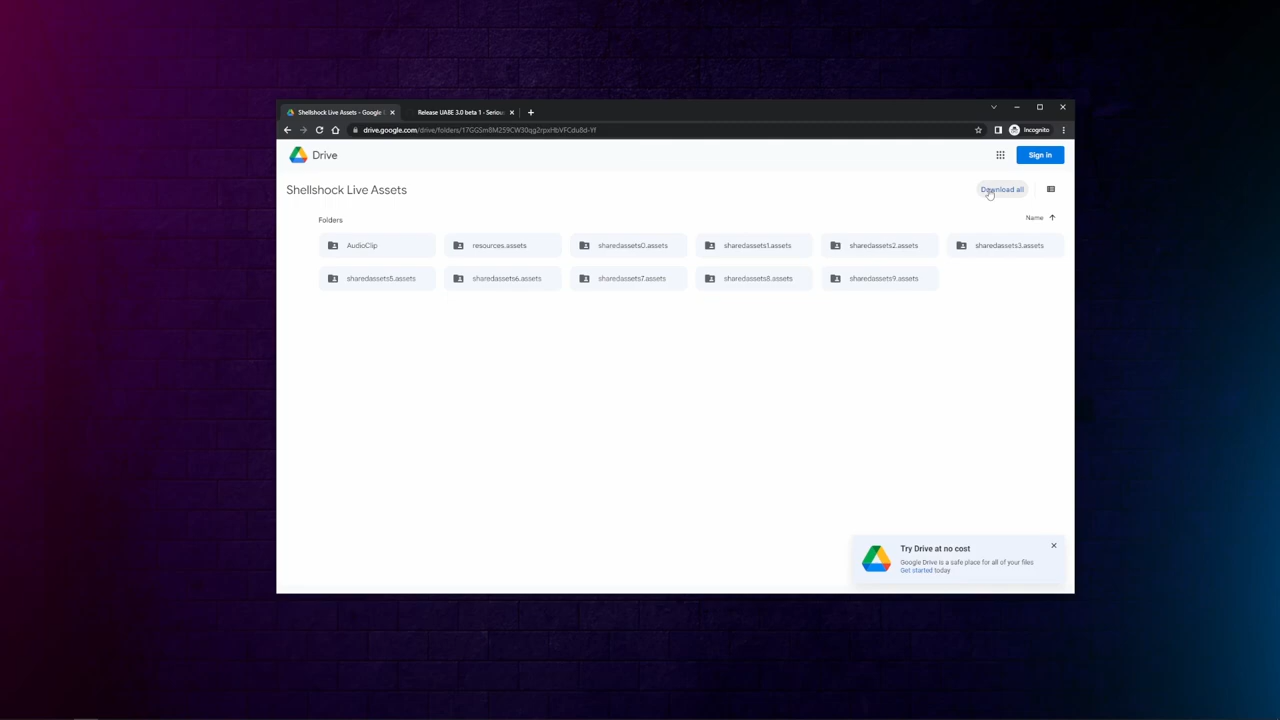 Shellshock Live Assets - Google D
Release UABE 3.0 beta 1 - Seriou
drive.google.com/drive/folders/17GGSm8M259CW30qg2rpxHbVFCdu8d-Yf
Incognito
Drive
Sign in
Shellshock Live Assets
Download all
Name
Folders
AudioClip
resources.assets
sharedassets0.assets
sharedassets1.assets
sharedassets2.assets
sharedassets3.assets
sharedassets5.assets
sharedassets6.assets
sharedassets7.assets
sharedassets8.assets
sharedassets9.assets
Try Drive at no cost
Google Drive is a safe place for all of your files
Get started today